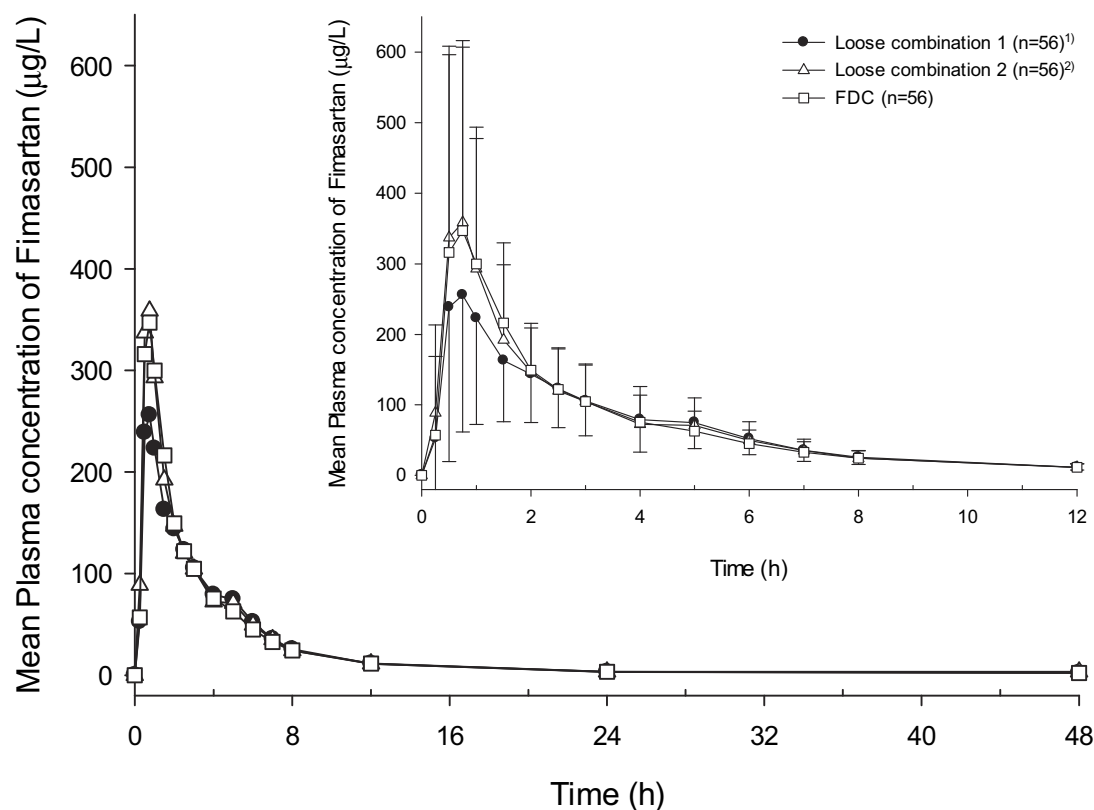 Mean Plasma concentration of Fimasartan (μg/L)
600
500
400
300
200
100
0
0 8 16 24 32 40 48
Time (h)
Mean Plasma concentration of Fimasartan (μg/L)
600
500
400
300
200
100
0
0 2 4 6 8 10 12
Time (h)
Loose combination 1 (n=56)1)
Loose combination 2 (n=56)2)
FDC (n=56)